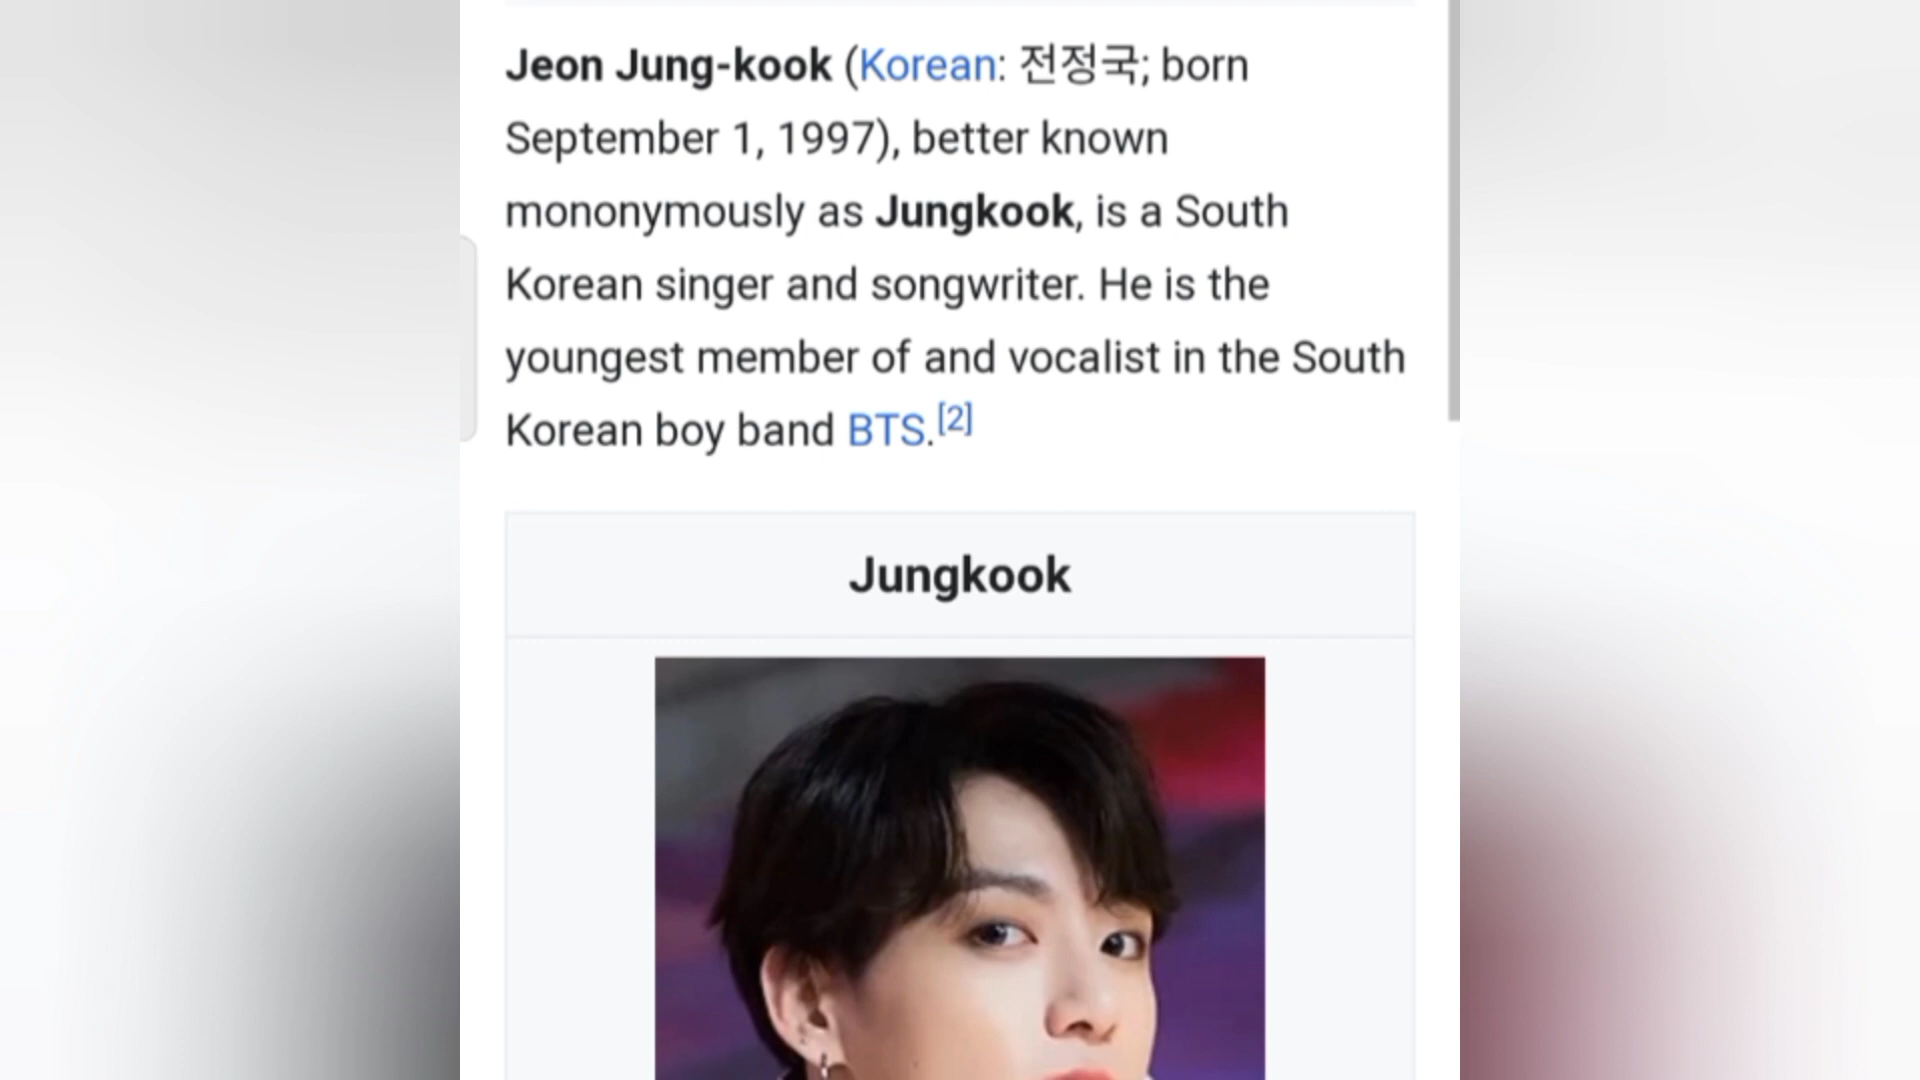 Jeon Jung-kook (Korean: 전정국; born
September 1, 1997), better known
mononymously as Jungkook, is a South
Korean singer and songwriter. He is the
youngest member of and vocalist in the South
Korean boy band BTS.[2]
Jungkook